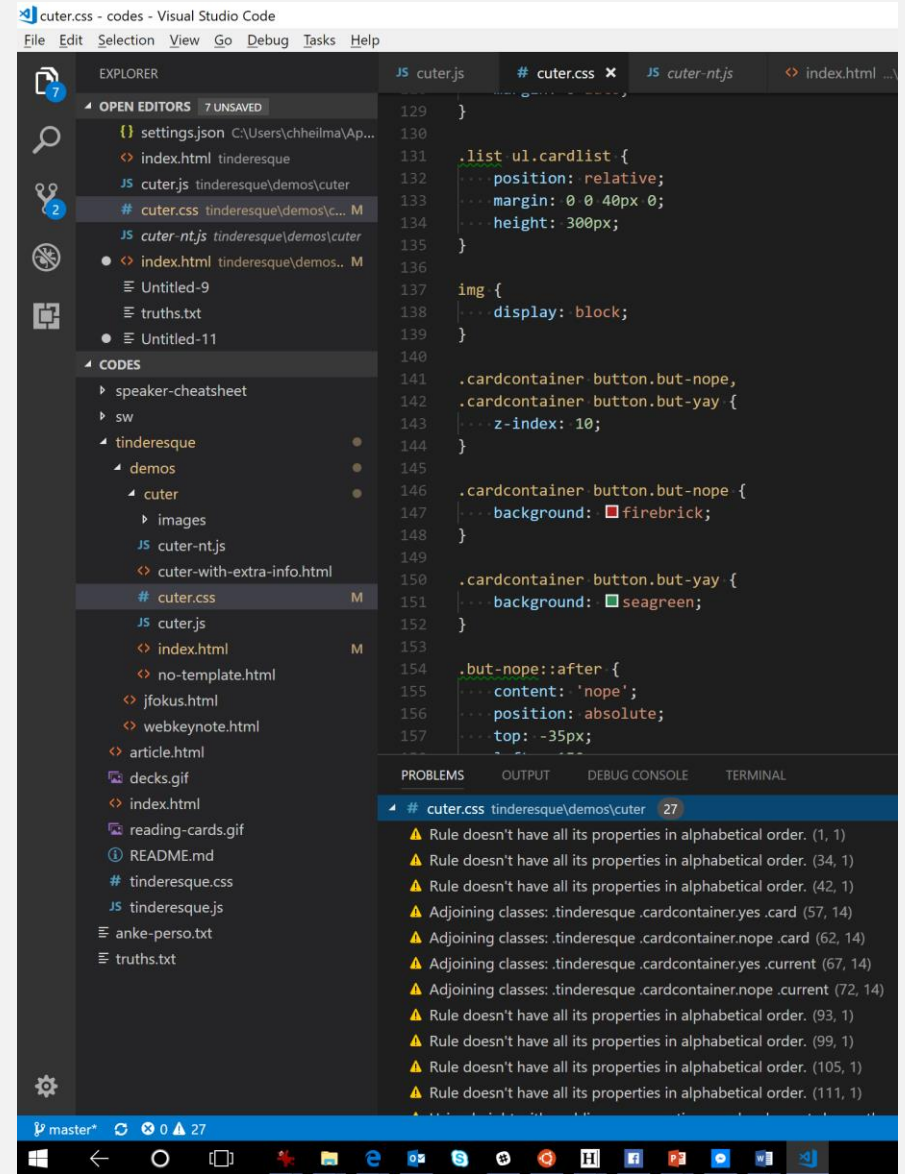 cuter.css - codes - Visual Studio Code
File Edit Selection View Go Debug Tasks Help
EXPLORER
7
OPEN EDITORS 7 UNSAVED
{} settings.json C:\Users\chheilma\Ap...
<> index.html tinderesque
JS cuter.js tinderesque\demos\cuter
# cuter.css tinderesque\demos\c... M
JS cuter-nt.js tinderesque\demos\cuter
<> index.html tinderesque\demos.. M
Untitled-9
truths.txt
Untitled-11
2
CODES
speaker-cheatsheet
sw
tinderesque
demos
cuter
images
JS cuter-nt.js
<> cuter-with-extra-info.html
# cuter.css M
JS cuter.js
<> index.html M
<> no-template.html
<> jfokus.html
<> webkeynote.html
<> article.html
decks.gif
<> index.html
reading-cards.gif
README.md
# tinderesque.css
JS tinderesque.js
anke-perso.txt
truths.txt
JS cuter.js # cuter.css × JS cuter-nt.js <> index.html ...\
129 }
130
131 .list ul.cardlist {
132 ····position: relative;
133 ····margin: 0 0 40px 0;
134 ····height: 300px;
135 }
136
137 img {
138 ····display: block;
139 }
140
141 .cardcontainer button.but-nope,
142 .cardcontainer button.but-yay {
143 ····z-index: 10;
144 }
145
146 .cardcontainer button.but-nope {
147 ····background: firebrick;
148 }
149
150 .cardcontainer button.but-yay {
151 ····background: seagreen;
152 }
153
154 .but-nope::after {
155 ····content: 'nope';
156 ····position: absolute;
157 ····top: -35px;
PROBLEMS OUTPUT DEBUG CONSOLE TERMINAL
# cuter.css tinderesque\demos\cuter 27
Rule doesn't have all its properties in alphabetical order. (1, 1)
Rule doesn't have all its properties in alphabetical order. (34, 1)
Rule doesn't have all its properties in alphabetical order. (42, 1)
Adjoining classes: .tinderesque .cardcontainer.yes .card (57, 14)
Adjoining classes: .tinderesque .cardcontainer.nope .card (62, 14)
Adjoining classes: .tinderesque .cardcontainer.yes .current (67, 14)
Adjoining classes: .tinderesque .cardcontainer.nope .current (72, 14)
Rule doesn't have all its properties in alphabetical order. (93, 1)
Rule doesn't have all its properties in alphabetical order. (99, 1)
Rule doesn't have all its properties in alphabetical order. (105, 1)
Rule doesn't have all its properties in alphabetical order. (111, 1)
master* 0 27